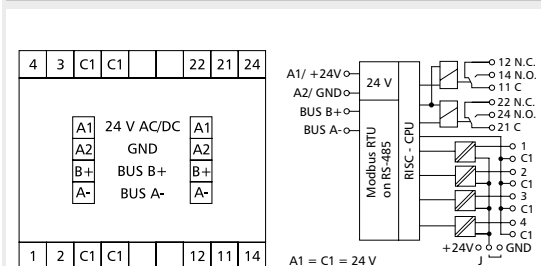 4 3 C1 C1 22 21 24
A1 24 V AC/DC A1
A2 GND A2
B+ BUS B+ B+
A- BUS A- A-
1 2 C1 C1 12 11 14
A1/ +24V
A2/ GND
BUS B+
BUS A-
24 V
Modbus RTU
on RS-485
RISC - CPU
12 N.C.
14 N.O.
11 C
22 N.C.
24 N.O.
21 C
1
C1
2
C1
3
C1
4
C1
+24V GND
J
A1 = C1 = 24 V